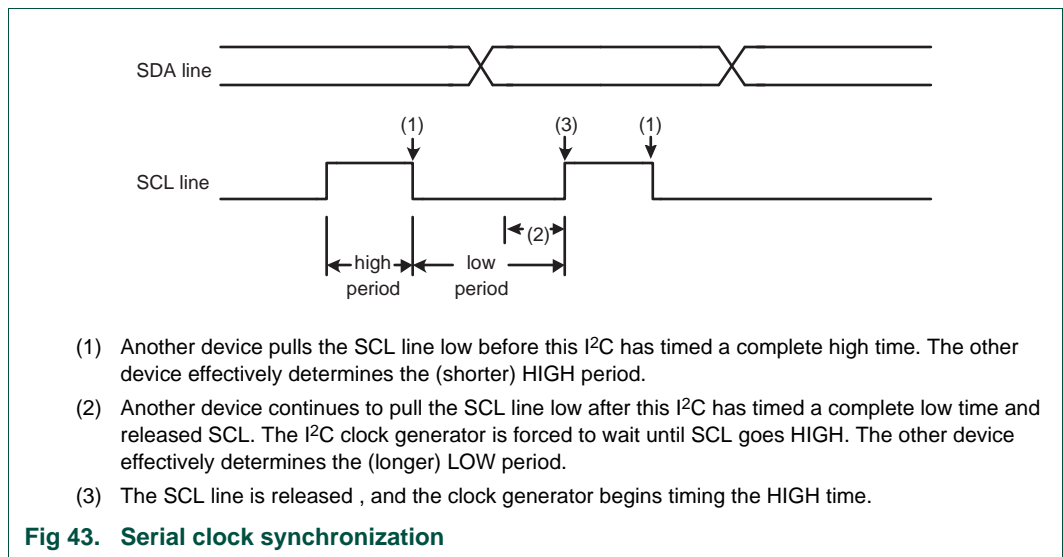 SDA line
(1) (3) (1)
SCL line
(2)
high low
period period
(1) Another device pulls the SCL line low before this I²C has timed a complete high time. The other
device effectively determines the (shorter) HIGH period.
(2) Another device continues to pull the SCL line low after this I²C has timed a complete low time and
released SCL. The I²C clock generator is forced to wait until SCL goes HIGH. The other device
effectively determines the (longer) LOW period.
(3) The SCL line is released , and the clock generator begins timing the HIGH time.
Fig 43. Serial clock synchronization